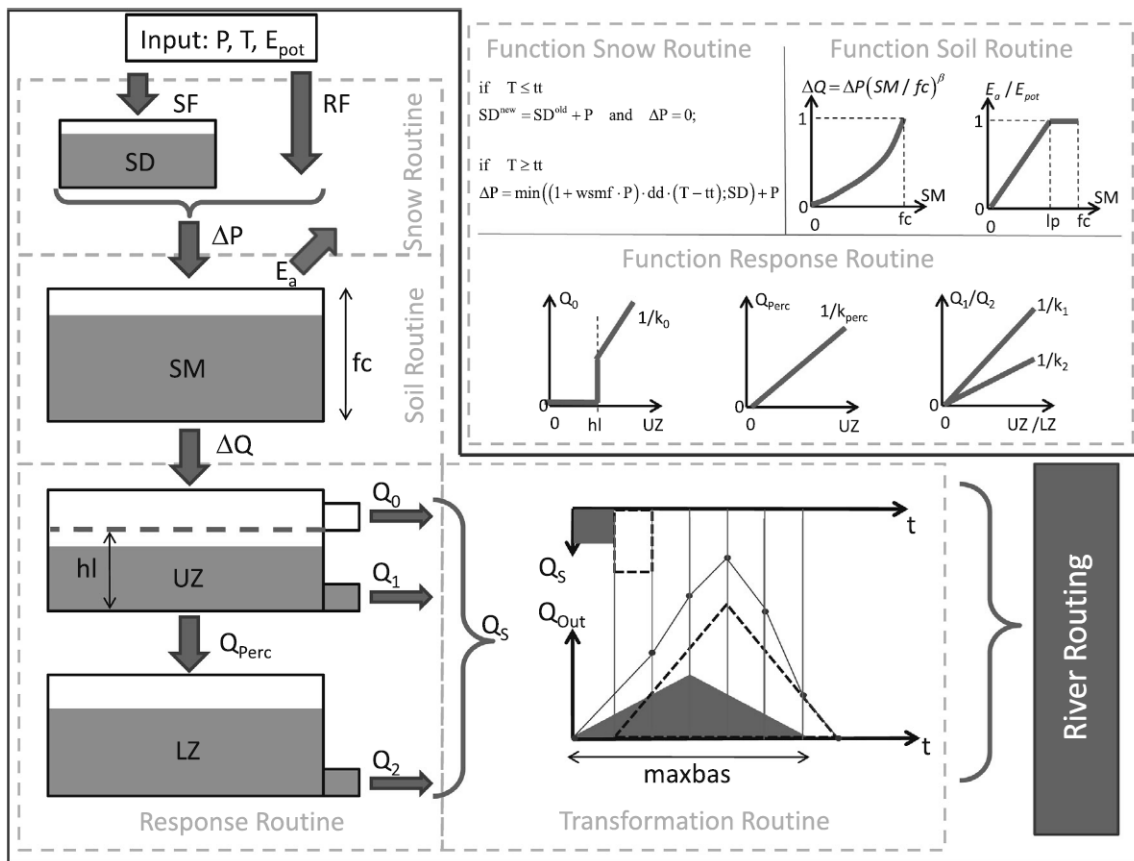 Input: P, T, E_pot
SF
RF
SD
Snow Routine
ΔP
E_a
SM
fc
Soil Routine
ΔQ
Q_0
hl
UZ
Q_1
Q_Perc
Q_S
LZ
Q_2
Response Routine
Function Snow Routine
if T ≤ tt
SD^new = SD^old + P and ΔP = 0;
if T ≥ tt
ΔP = min((1 + wsmf · P) · dd · (T − tt); SD) + P
Function Soil Routine
ΔQ = ΔP(SM / fc)^β
1
0
0
fc
SM
E_a / E_pot
1
0
0
lp
fc
SM
Function Response Routine
Q_0
1/k_0
0
0
hl
UZ
Q_Perc
1/k_perc
0
0
UZ
Q_1/Q_2
1/k_1
1/k_2
0
0
UZ /LZ
t
Q_S
Q_Out
t
maxbas
Transformation Routine
River Routing